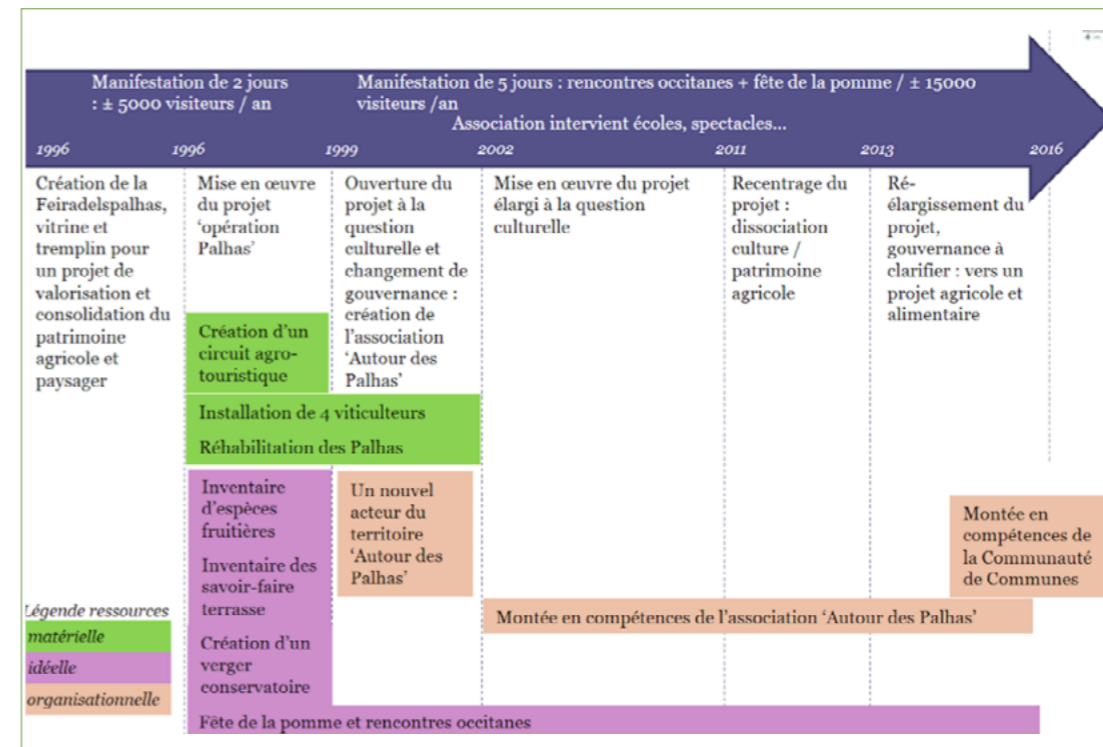 Manifestation de 2 jours
: ± 5000 visiteurs / an
Manifestation de 5 jours : rencontres occitanes + fête de la pomme / ± 15000
visiteurs /an
Association intervient écoles, spectacles...
1996
1996
1999
2002
2011
2013
2016
Création de la
Feiradelspalhas,
vitrine et
tremplin pour
un projet de
valorisation et
consolidation du
patrimoine
agricole et
paysager
Mise en œuvre
du projet
‘opération
Palhas’
Ouverture du
projet à la
question
culturelle et
changement de
gouvernance :
création de
l’association
‘Autour des
Palhas’
Mise en œuvre du projet
élargi à la question
culturelle
Recentrage du
projet :
dissociation
culture /
patrimoine
agricole
Ré-
élargissement du
projet,
gouvernance à
clarifier : vers un
projet agricole et
alimentaire
Création d’un
circuit agro-
touristique
Installation de 4 viticulteurs
Réhabilitation des Palhas
Inventaire
d’espèces
fruitières
Inventaire des
savoir-faire
terrasse
Création d’un
verger
conservatoire
Un nouvel
acteur du
territoire
‘Autour des
Palhas’
Montée en
compétences de
la Communauté
de Communes
Montée en compétences de l’association ‘Autour des Palhas’
Fête de la pomme et rencontres occitanes
Légende ressources
matérielle
idéelle
organisationnelle